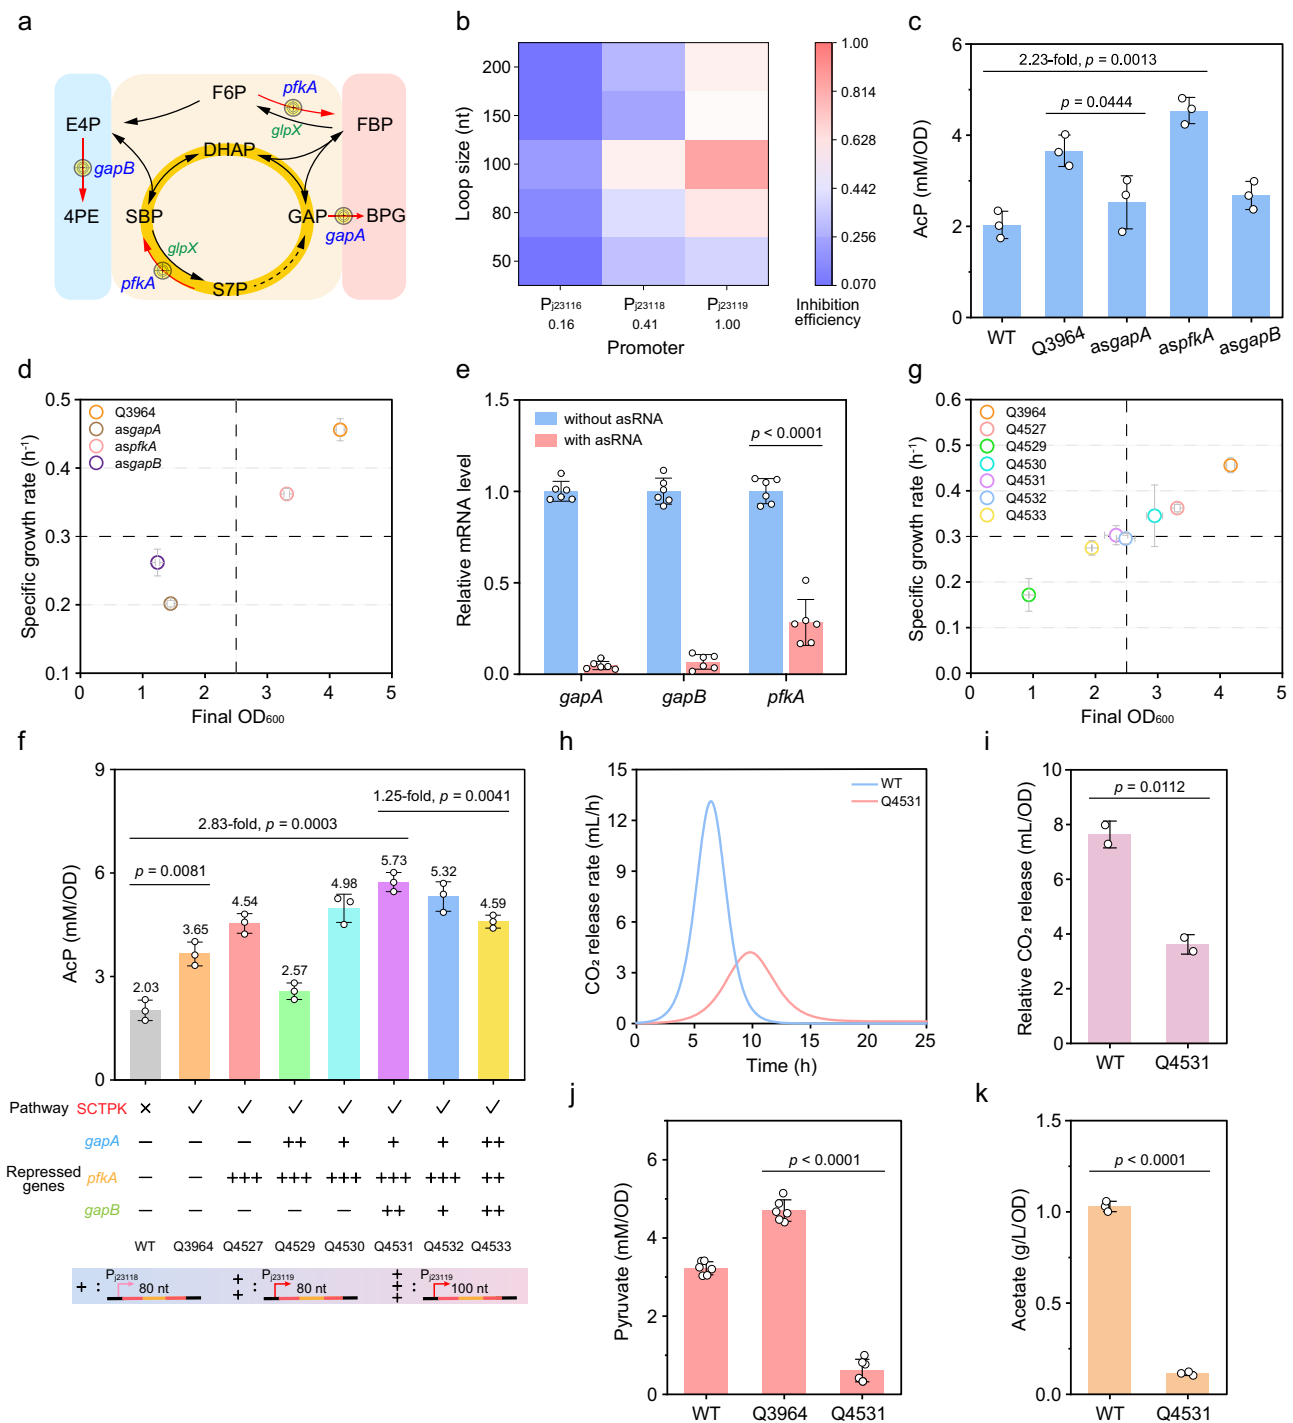 a
F6P
pfkA
E4P
glpX
FBP
DHAP
gapB
4PE
SBP
GAP
BPG
glpX
gapA
pfkA
S7P
b
Loop size (nt)
200
150
100
80
50
Pj23116
Pj23118
Pj23119
0.16
0.41
1.00
Promoter
1.00
0.814
0.628
0.442
0.256
0.070
Inhibition
efficiency
c
AcP (mM/OD)
6
4
2
0
2.23-fold, p = 0.0013
p = 0.0444
WT
Q3964
asgapA
aspfkA
asgapB
d
Specific growth rate (h-1)
0.5
0.4
0.3
0.2
0.1
Q3964
asgapA
aspfkA
asgapB
0 1 2 3 4 5
Final OD600
e
Relative mRNA level
1.5
1.0
0.5
0.0
without asRNA
with asRNA
p < 0.0001
gapA
gapB
pfkA
g
Specific growth rate (h-1)
0.6
0.5
0.4
0.3
0.2
0.1
0.0
Q3964
Q4527
Q4529
Q4530
Q4531
Q4532
Q4533
0 1 2 3 4 5
Final OD600
f
AcP (mM/OD)
9
6
3
0
1.25-fold, p = 0.0041
2.83-fold, p = 0.0003
p = 0.0081
2.03
3.65
4.54
2.57
4.98
5.73
5.32
4.59
Pathway SCTPK × ✓ ✓ ✓ ✓ ✓ ✓ ✓
gapA — — — ++ + + + ++
Repressed
genes
pfkA — — +++ +++ +++ +++ +++ ++
gapB — — — — — ++ + ++
WT Q3964 Q4527 Q4529 Q4530 Q4531 Q4532 Q4533
+ : Pj23118 80 nt
++ : Pj23119 80 nt
+++ : Pj23119 100 nt
h
CO2 release rate (mL/h)
15
12
9
6
3
0
WT
Q4531
0 5 10 15 20 25
Time (h)
i
Relative CO2 release (mL/OD)
10
8
6
4
2
0
p = 0.0112
WT
Q4531
j
Pyruvate (mM/OD)
6
4
2
0
p < 0.0001
WT
Q3964
Q4531
k
Acetate (g/L/OD)
1.5
1.0
0.5
0.0
p < 0.0001
WT
Q4531